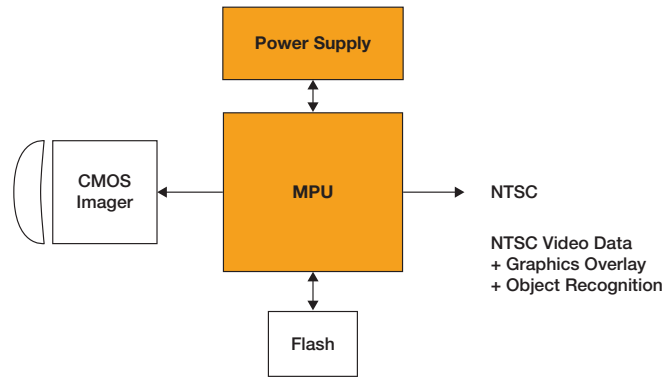 Power Supply
CMOS
Imager
MPU
NTSC
NTSC Video Data
+ Graphics Overlay
+ Object Recognition
Flash